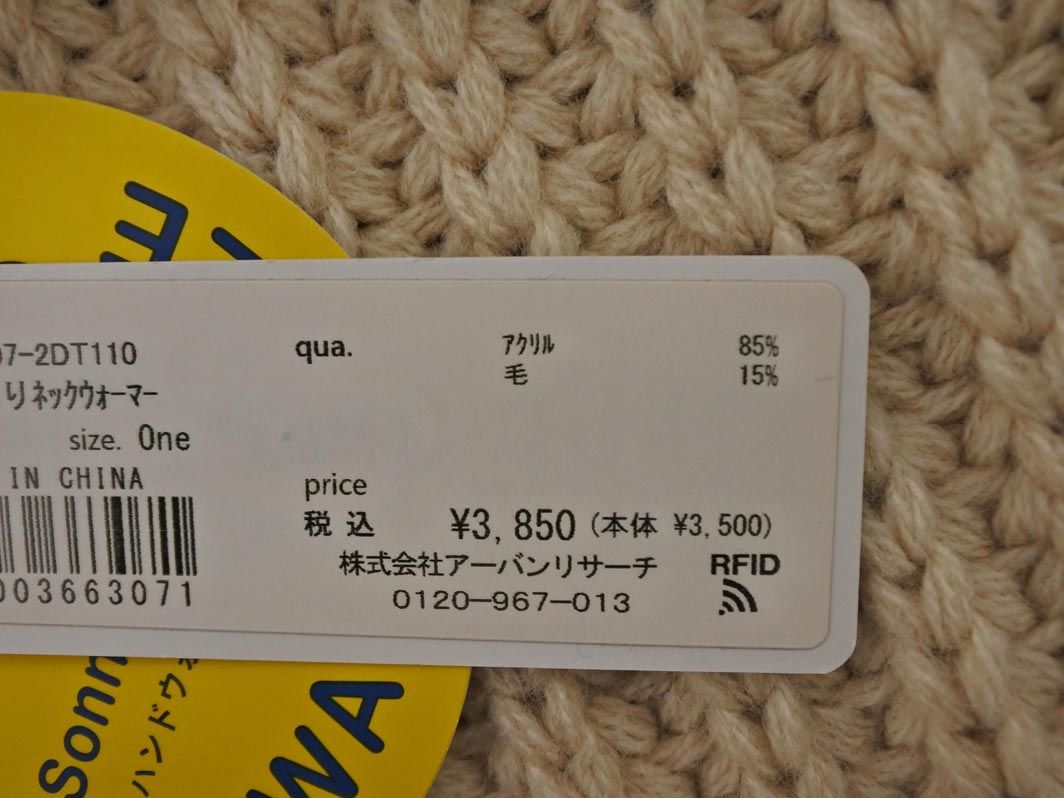 07-2DT110
りネックウォーマー
size. One
IN CHINA
003663071
qua. アクリル 85%
毛 15%
price
税込 ¥3,850 (本体 ¥3,500)
株式会社アーバンリサーチ
0120-967-013
RFID
Sonn
ハンドウォ
WA